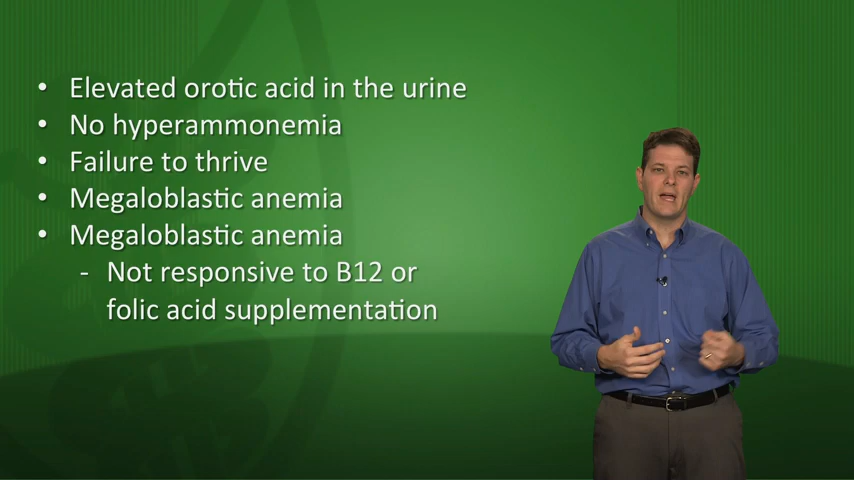 • Elevated orotic acid in the urine
• No hyperammonemia
• Failure to thrive
• Megaloblastic anemia
• Megaloblastic anemia
- Not responsive to B12 or
folic acid supplementation